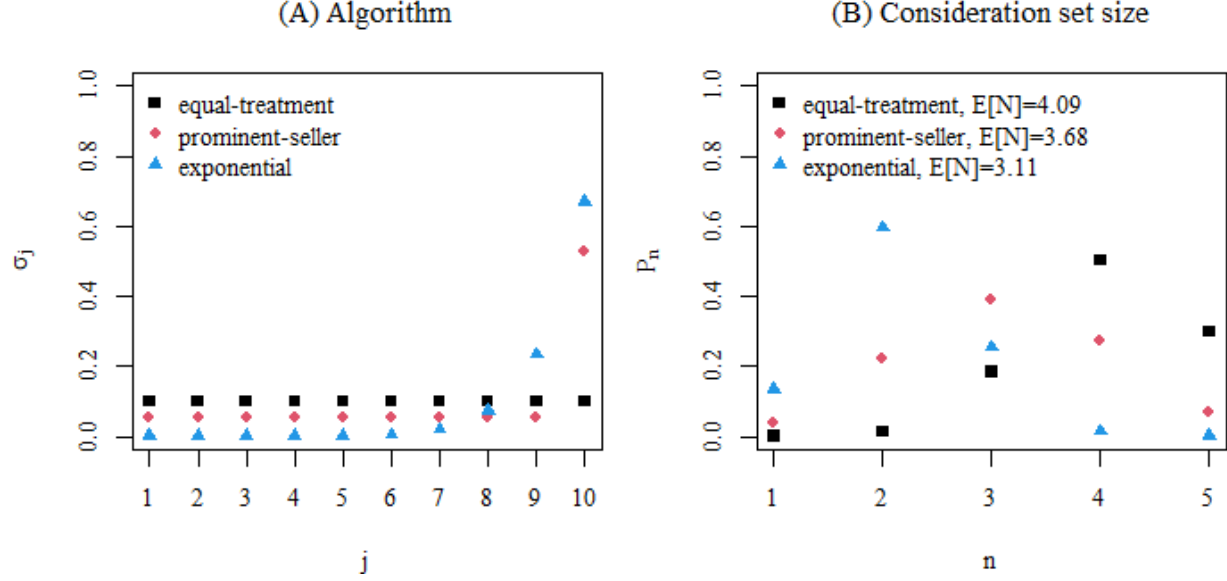 (A) Algorithm
σj
1.0
0.8
0.6
0.4
0.2
0.0
equal-treatment
prominent-seller
exponential
1 2 3 4 5 6 7 8 9 10
j
(B) Consideration set size
Pn
1.0
0.8
0.6
0.4
0.2
0.0
equal-treatment, E[N]=4.09
prominent-seller, E[N]=3.68
exponential, E[N]=3.11
1 2 3 4 5
n